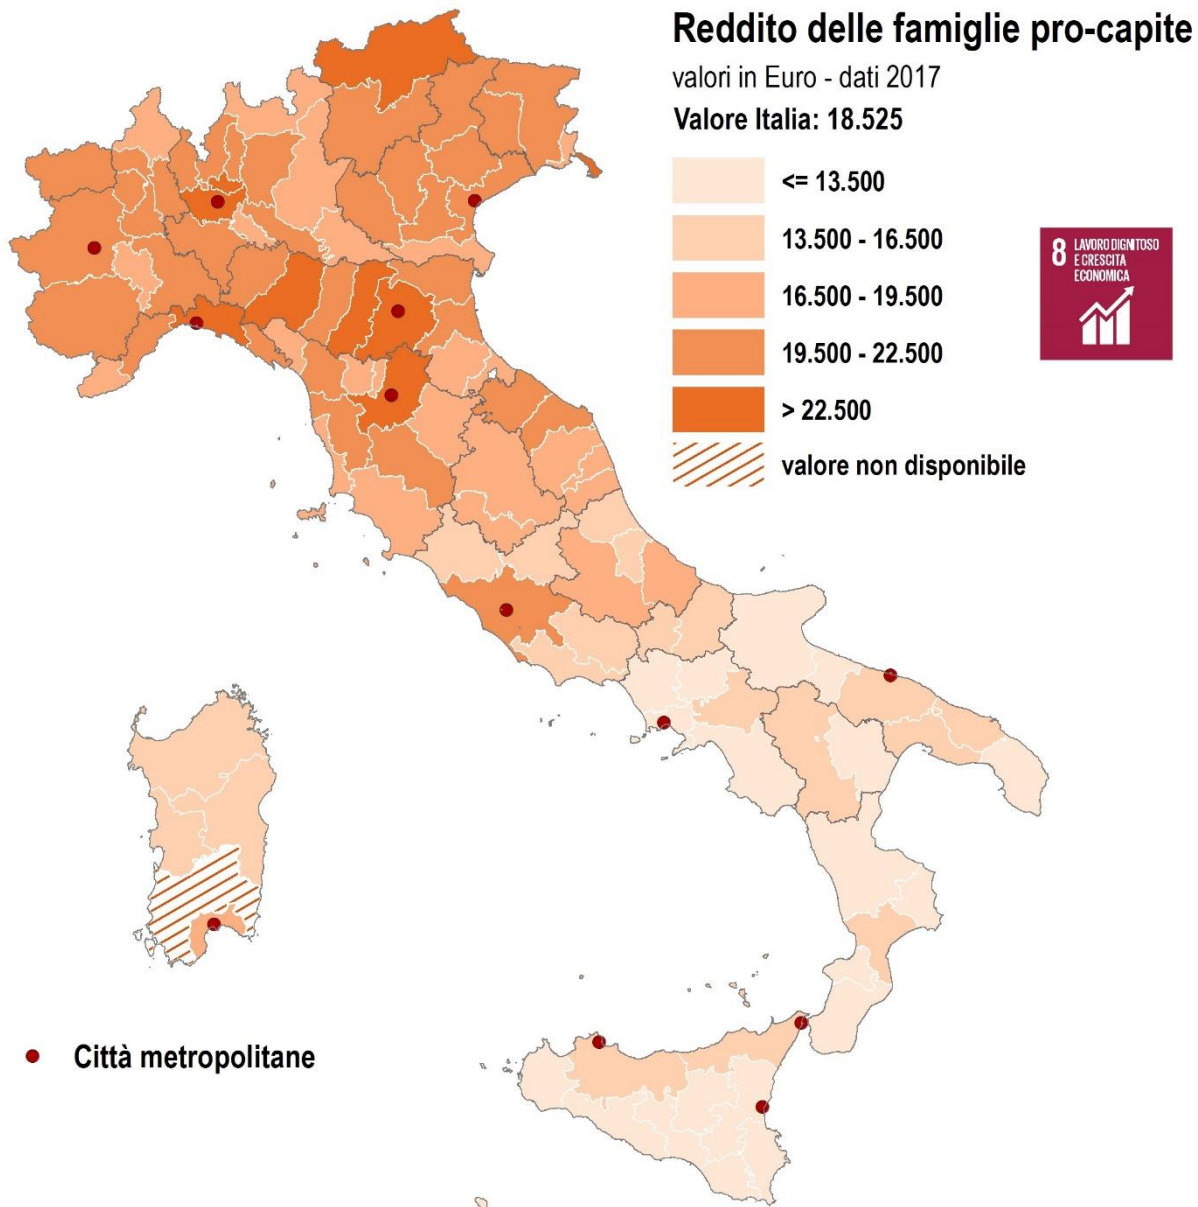 Reddito delle famiglie pro-capite
valori in Euro - dati 2017
Valore Italia: 18.525
<= 13.500
13.500 - 16.500
16.500 - 19.500
19.500 - 22.500
> 22.500
valore non disponibile
8 LAVORO DIGNITOSO
E CRESCITA
ECONOMICA
Città metropolitane